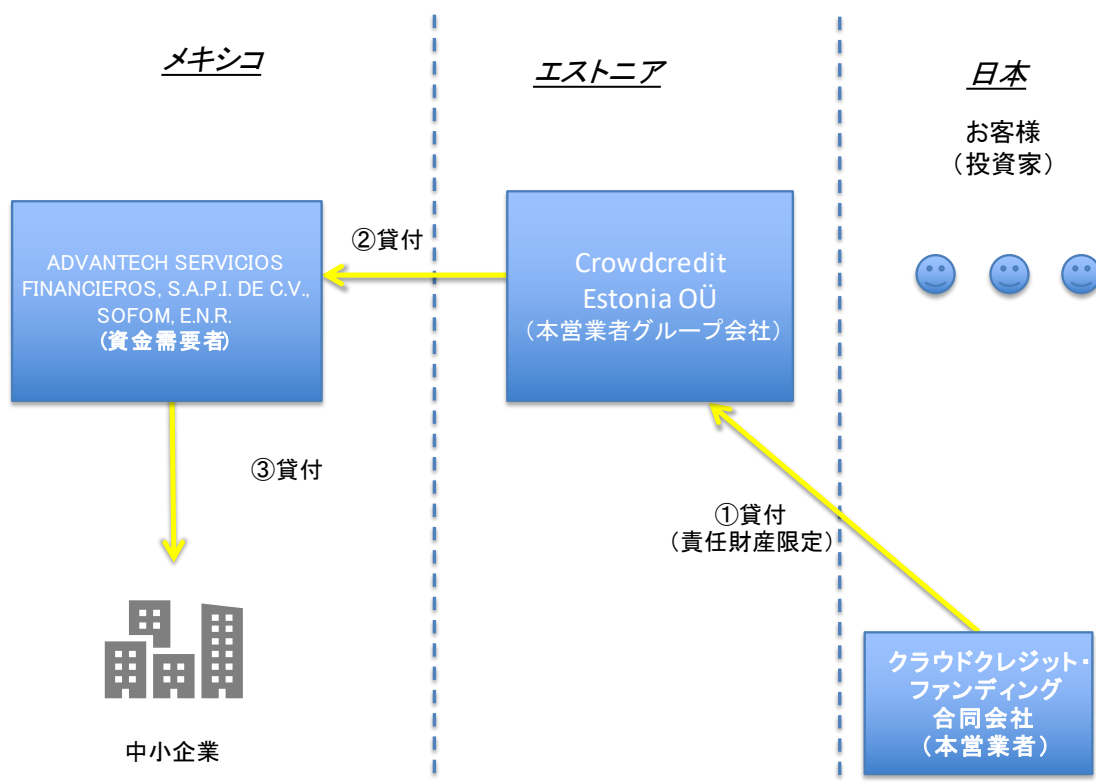 メキシコ
エストニア
日本
お客様
（投資家）
ADVANTECH SERVICIOS
FINANCIEROS, S.A.P.I. DE C.V.,
SOFOM, E.N.R.
(資金需要者)
②貸付
Crowdcredit
Estonia OÜ
（本営業者グループ会社）
③貸付
①貸付
（責任財産限定）
中小企業
クラウドクレジット・
ファンディング
合同会社
（本営業者）